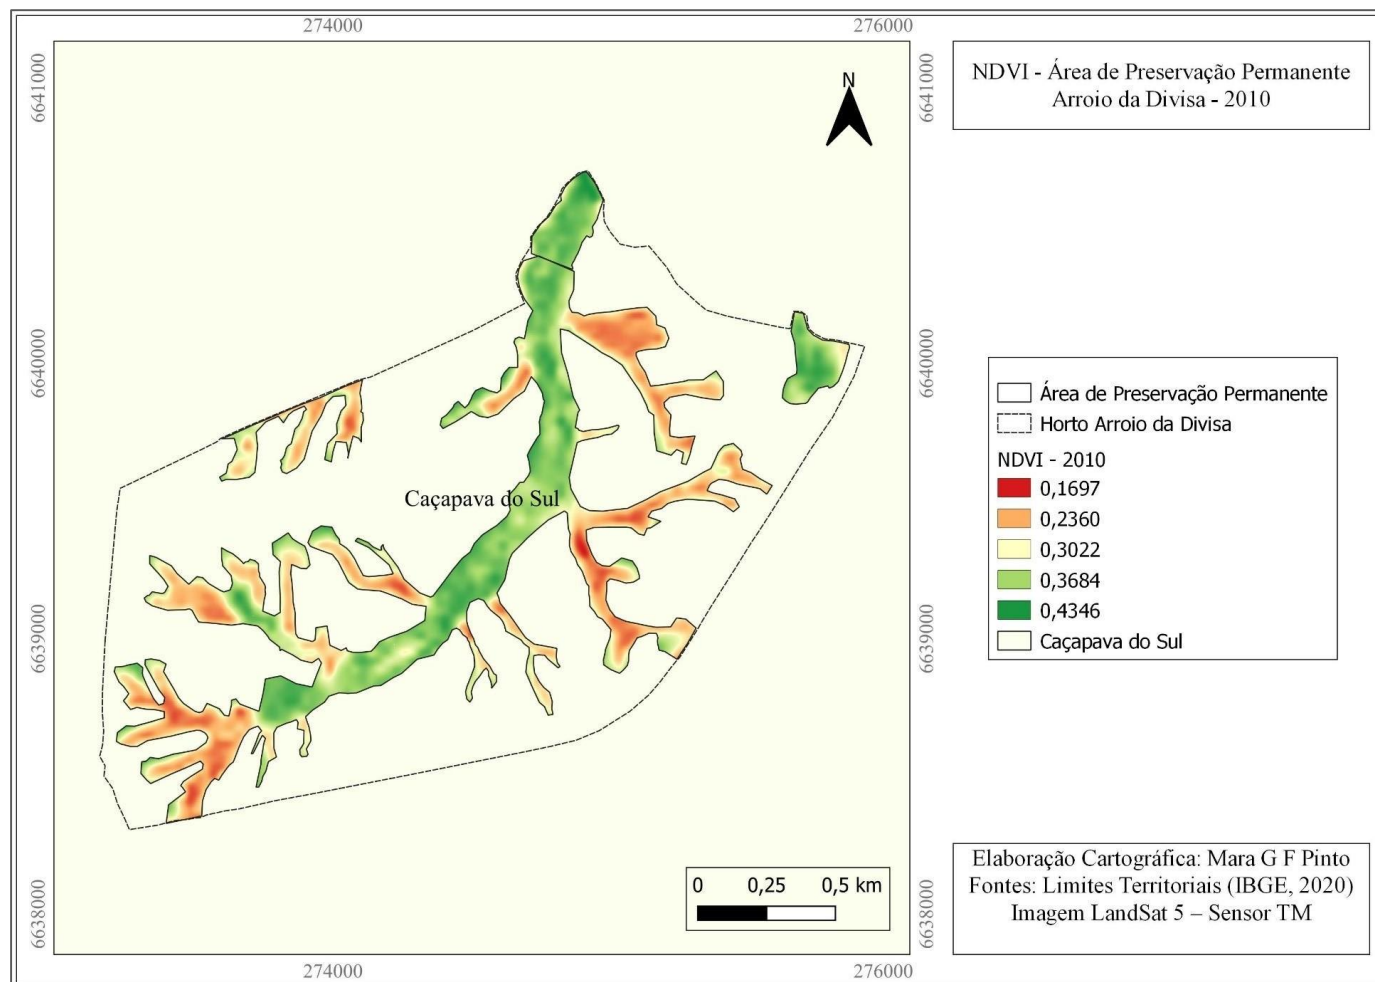 274000
276000
6641000
6641000
NDVI - Área de Preservação Permanente
Arroio da Divisa - 2010
N
6640000
6640000
Área de Preservação Permanente
Horto Arroio da Divisa
NDVI - 2010
0,1697
0,2360
0,3022
0,3684
0,4346
Caçapava do Sul
Caçapava do Sul
6639000
6639000
0 0,25 0,5 km
6638000
6638000
Elaboração Cartográfica: Mara G F Pinto
Fontes: Limites Territoriais (IBGE, 2020)
Imagem LandSat 5 – Sensor TM
274000
276000